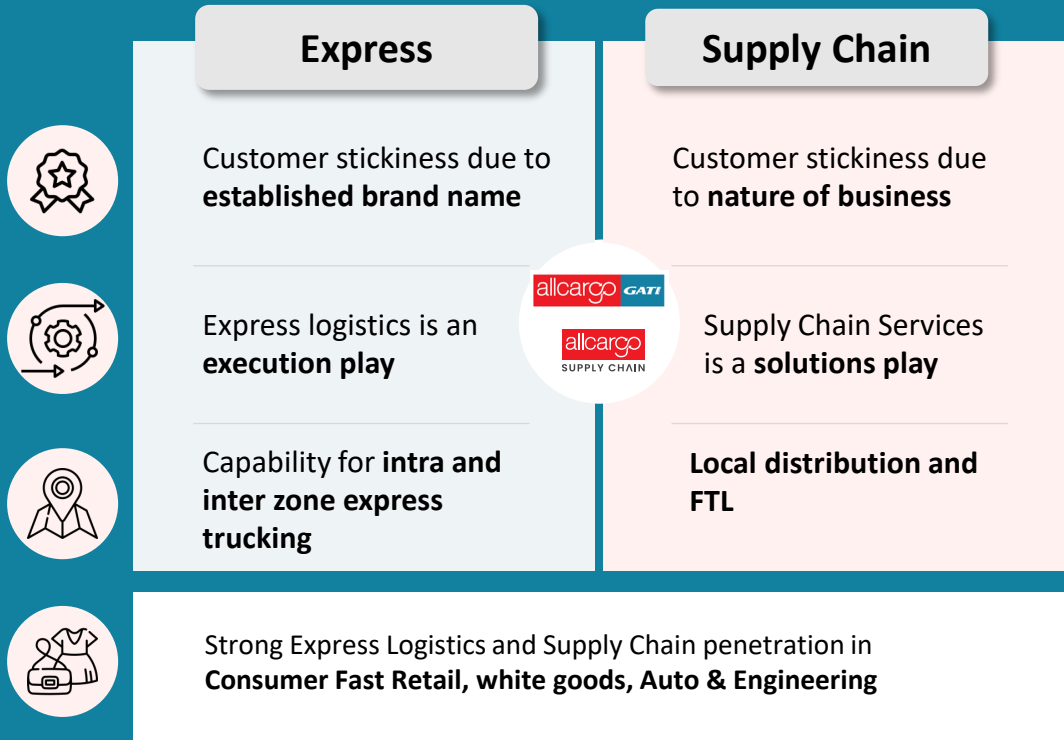 Express
Supply Chain
Customer stickiness due to
established brand name
Customer stickiness due
to nature of business
allcargo GATI
allcargo
SUPPLY CHAIN
Express logistics is an
execution play
Supply Chain Services
is a solutions play
Capability for intra and
inter zone express
trucking
Local distribution and
FTL
Strong Express Logistics and Supply Chain penetration in
Consumer Fast Retail, white goods, Auto & Engineering